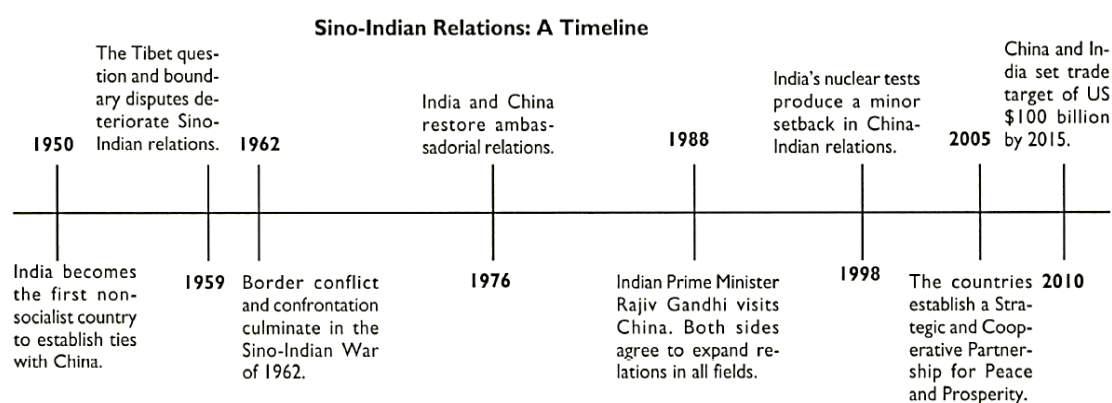 Sino-Indian Relations: A Timeline
1950
India becomes
the first non-
socialist country
to establish ties
with China.
The Tibet ques-
tion and bound-
ary disputes de-
teriorate Sino-
Indian relations.
1959
1962
Border conflict
and confrontation
culminate in the
Sino-Indian War
of 1962.
India and China
restore ambas-
sadorial relations.
1976
1988
Indian Prime Minister
Rajiv Gandhi visits
China. Both sides
agree to expand re-
lations in all fields.
India's nuclear tests
produce a minor
setback in China-
Indian relations.
1998
2005
The countries
establish a Stra-
tegic and Coop-
erative Partner-
ship for Peace
and Prosperity.
China and In-
dia set trade
target of US
$100 billion
by 2015.
2010